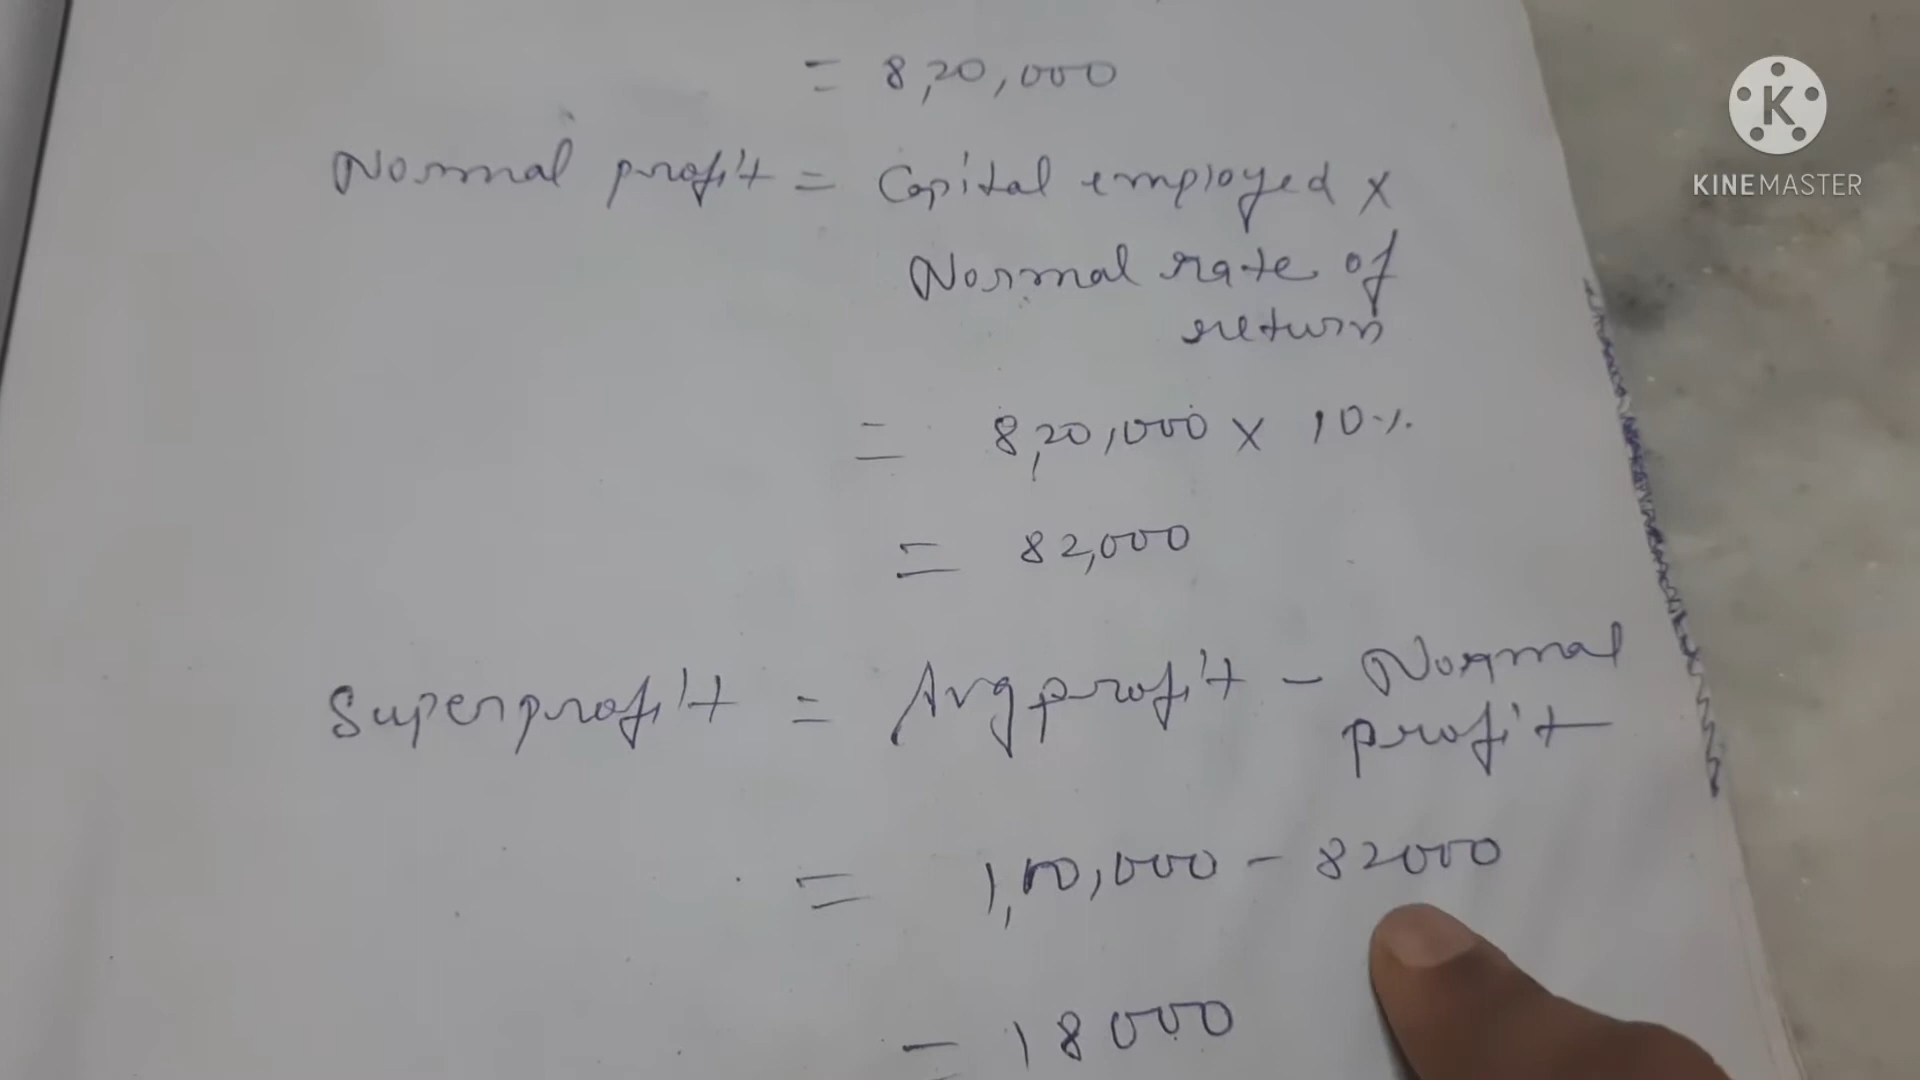 = 8,20,000
Normal profit = Capital employed x
Normal rate of
return
= 8,20,000 x 10%
= 82,000
Superprofit = Avg profit - Normal
profit
= 1,00,000 - 82000
= 18000
K
KINEMASTER